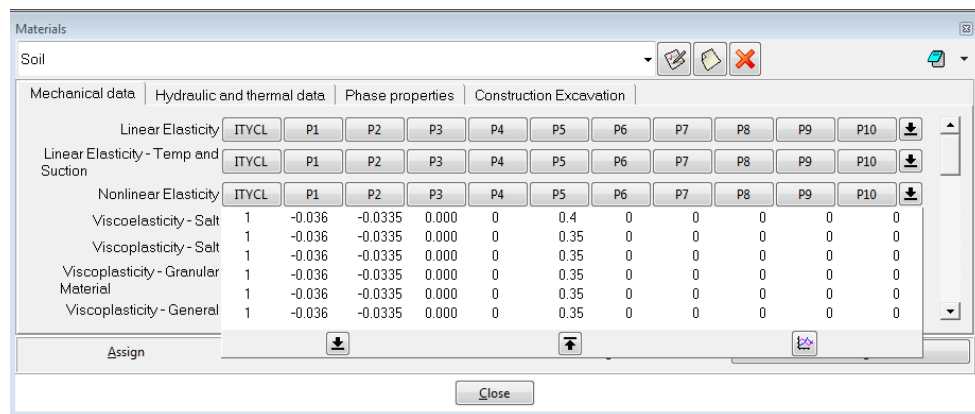 Materials
Soil
Mechanical data Hydraulic and thermal data Phase properties Construction Excavation
Linear Elasticity ITYCL P1 P2 P3 P4 P5 P6 P7 P8 P9 P10
Linear Elasticity - Temp and
Suction ITYCL P1 P2 P3 P4 P5 P6 P7 P8 P9 P10
Nonlinear Elasticity ITYCL P1 P2 P3 P4 P5 P6 P7 P8 P9 P10
Viscoelasticity - Salt 1 -0.036 -0.0335 0.000 0 0.4 0 0 0 0 0
1 -0.036 -0.0335 0.000 0 0.35 0 0 0 0 0
Viscoplasticity - Salt
1 -0.036 -0.0335 0.000 0 0.35 0 0 0 0 0
Viscoplasticity - Granular
1 -0.036 -0.0335 0.000 0 0.35 0 0 0 0 0
Material
1 -0.036 -0.0335 0.000 0 0.35 0 0 0 0 0
Viscoplasticity - General 1 -0.036 -0.0335 0.000 0 0.35 0 0 0 0 0
Assign
Close